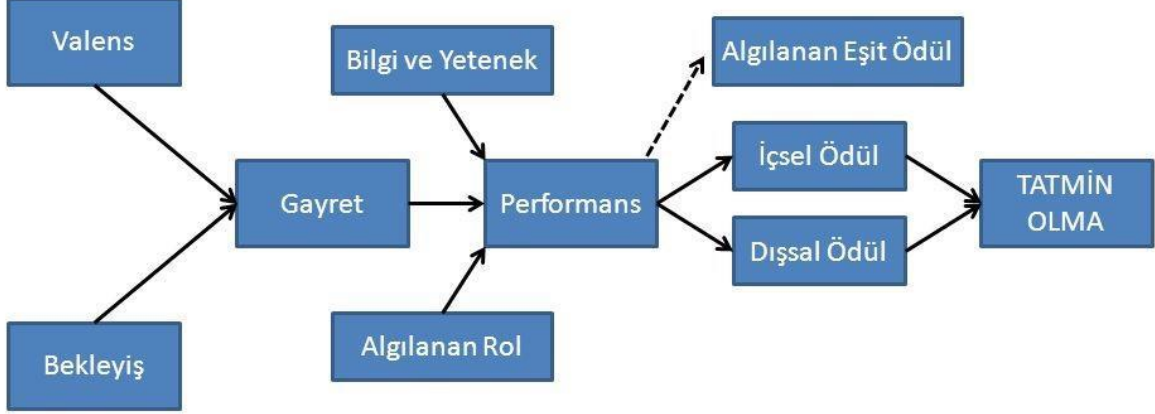 Valens
Bekleyiş
Gayret
Bilgi ve Yetenek
Performans
Algılanan Rol
Algılanan Eşit Ödül
İçsel Ödül
Dışsal Ödül
TATMİN
OLMA